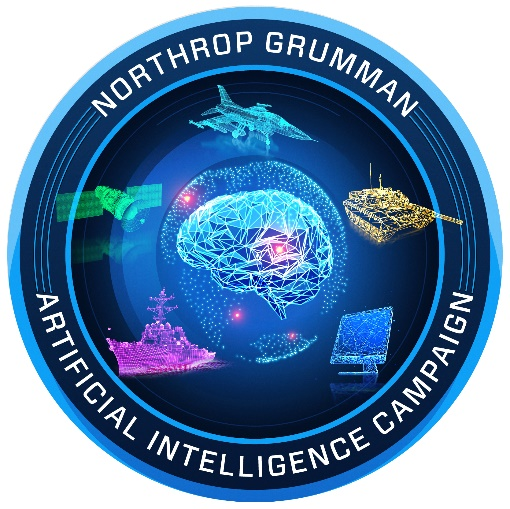 NORTHROP GRUMMAN
ARTIFICIAL INTELLIGENCE CAMPAIGN